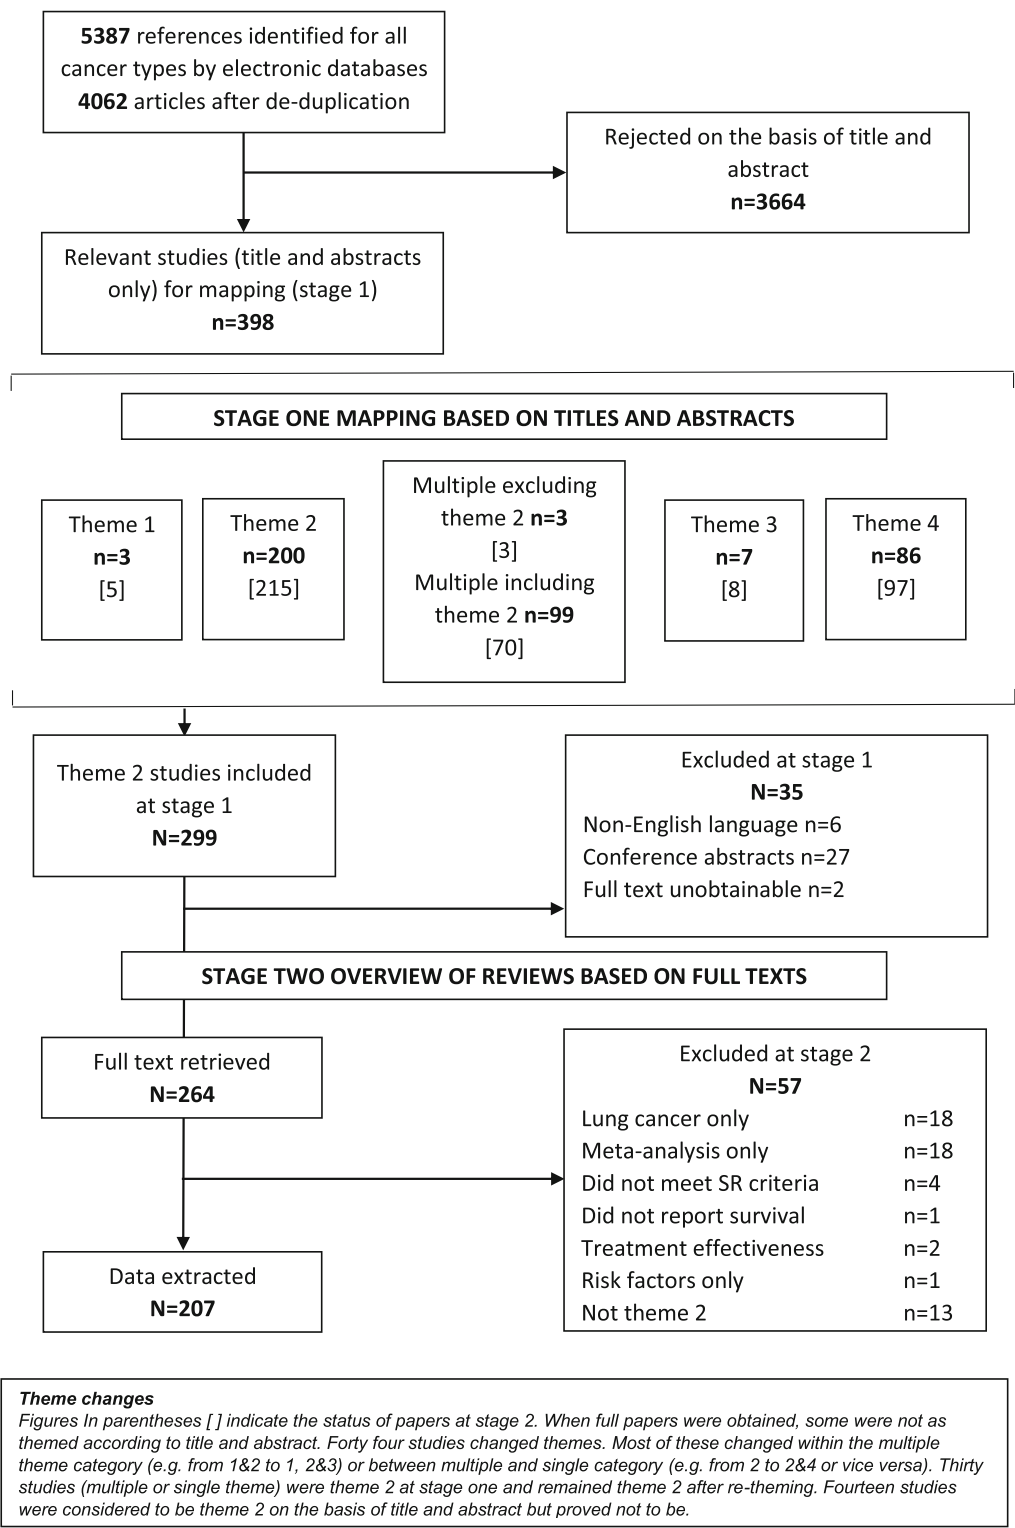 5387 references identified for all
cancer types by electronic databases
4062 articles after de-duplication
Rejected on the basis of title and
abstract
n=3664
Relevant studies (title and abstracts
only) for mapping (stage 1)
n=398
STAGE ONE MAPPING BASED ON TITLES AND ABSTRACTS
Theme 1
n=3
[5]
Theme 2
n=200
[215]
Multiple excluding
theme 2 n=3
[3]
Multiple including
theme 2 n=99
[70]
Theme 3
n=7
[8]
Theme 4
n=86
[97]
Theme 2 studies included
at stage 1
N=299
Excluded at stage 1
N=35
Non-English language n=6
Conference abstracts n=27
Full text unobtainable n=2
STAGE TWO OVERVIEW OF REVIEWS BASED ON FULL TEXTS
Full text retrieved
N=264
Excluded at stage 2
N=57
Lung cancer only n=18
Meta-analysis only n=18
Did not meet SR criteria n=4
Did not report survival n=1
Treatment effectiveness n=2
Risk factors only n=1
Not theme 2 n=13
Data extracted
N=207
Theme changes
Figures In parentheses [ ] indicate the status of papers at stage 2. When full papers were obtained, some were not as
themed according to title and abstract. Forty four studies changed themes. Most of these changed within the multiple
theme category (e.g. from 1&2 to 1, 2&3) or between multiple and single category (e.g. from 2 to 2&4 or vice versa). Thirty
studies (multiple or single theme) were theme 2 at stage one and remained theme 2 after re-theming. Fourteen studies
were considered to be theme 2 on the basis of title and abstract but proved not to be.